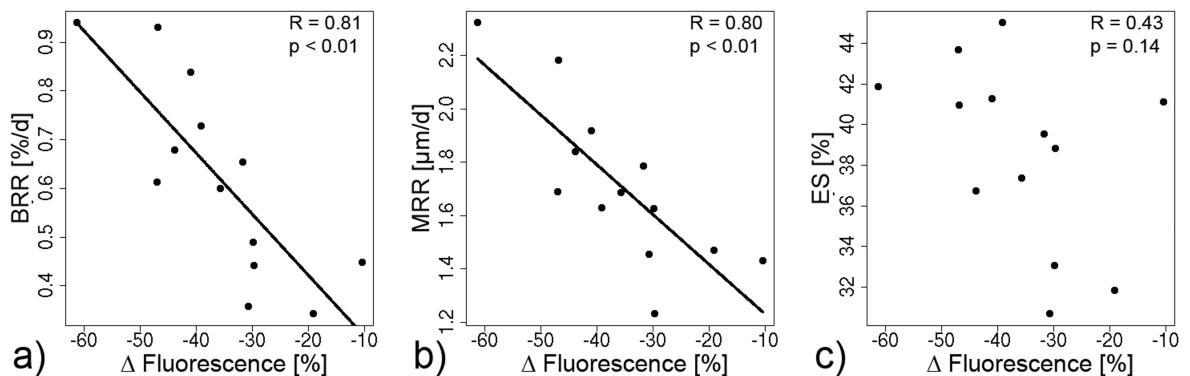 R = 0.81
p < 0.01
BRR [%/d]
0.9
0.8
0.7
0.6
0.5
0.4
-60 -50 -40 -30 -20 -10
a) Δ Fluorescence [%]
R = 0.80
p < 0.01
MRR [µm/d]
2.2
2.0
1.8
1.6
1.4
1.2
-60 -50 -40 -30 -20 -10
b) Δ Fluorescence [%]
R = 0.43
p = 0.14
ES [%]
44
42
40
38
36
34
32
-60 -50 -40 -30 -20 -10
c) Δ Fluorescence [%]